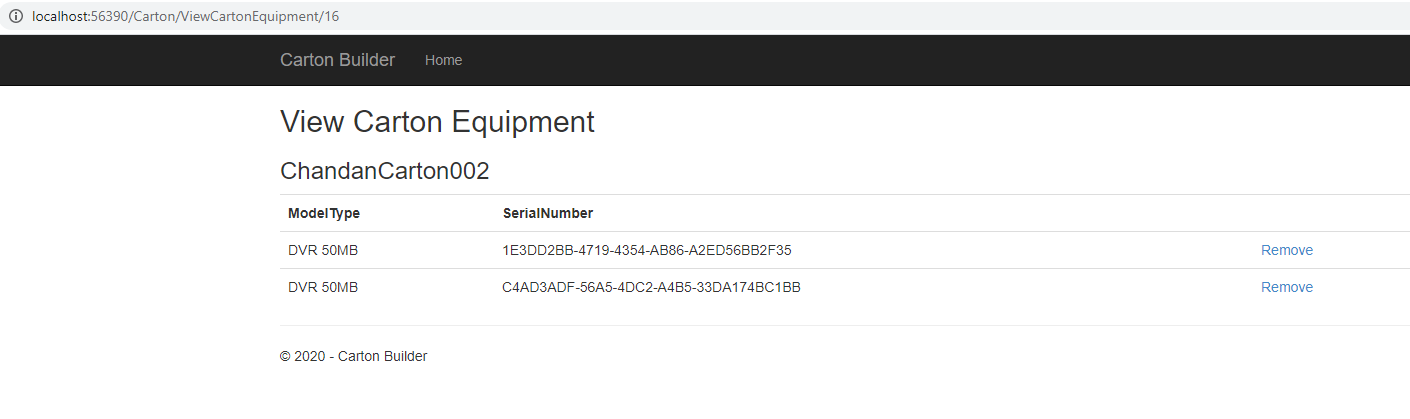 localhost:56390/Carton/ViewCartonEquipment/16
Carton Builder Home
View Carton Equipment
ChandanCarton002
ModelType SerialNumber
DVR 50MB 1E3DD2BB-4719-4354-AB86-A2ED56BB2F35 Remove
DVR 50MB C4AD3ADF-56A5-4DC2-A4B5-33DA174BC1BB Remove
© 2020 - Carton Builder